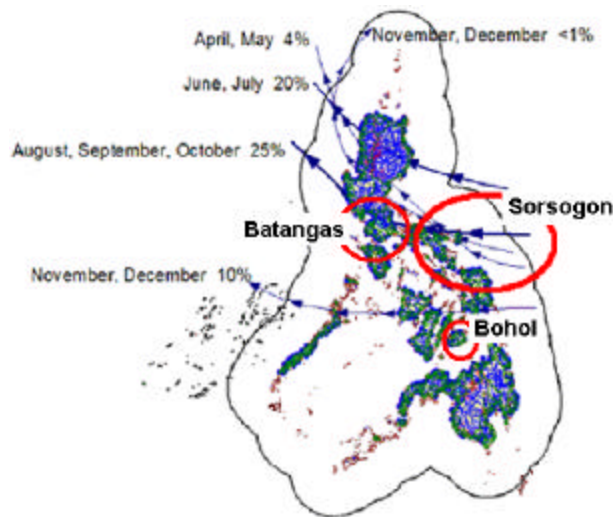 April, May 4%
November, December <1%
June, July 20%
August, September, October 25%
Sorsogon
Batangas
November, December 10%
Bohol